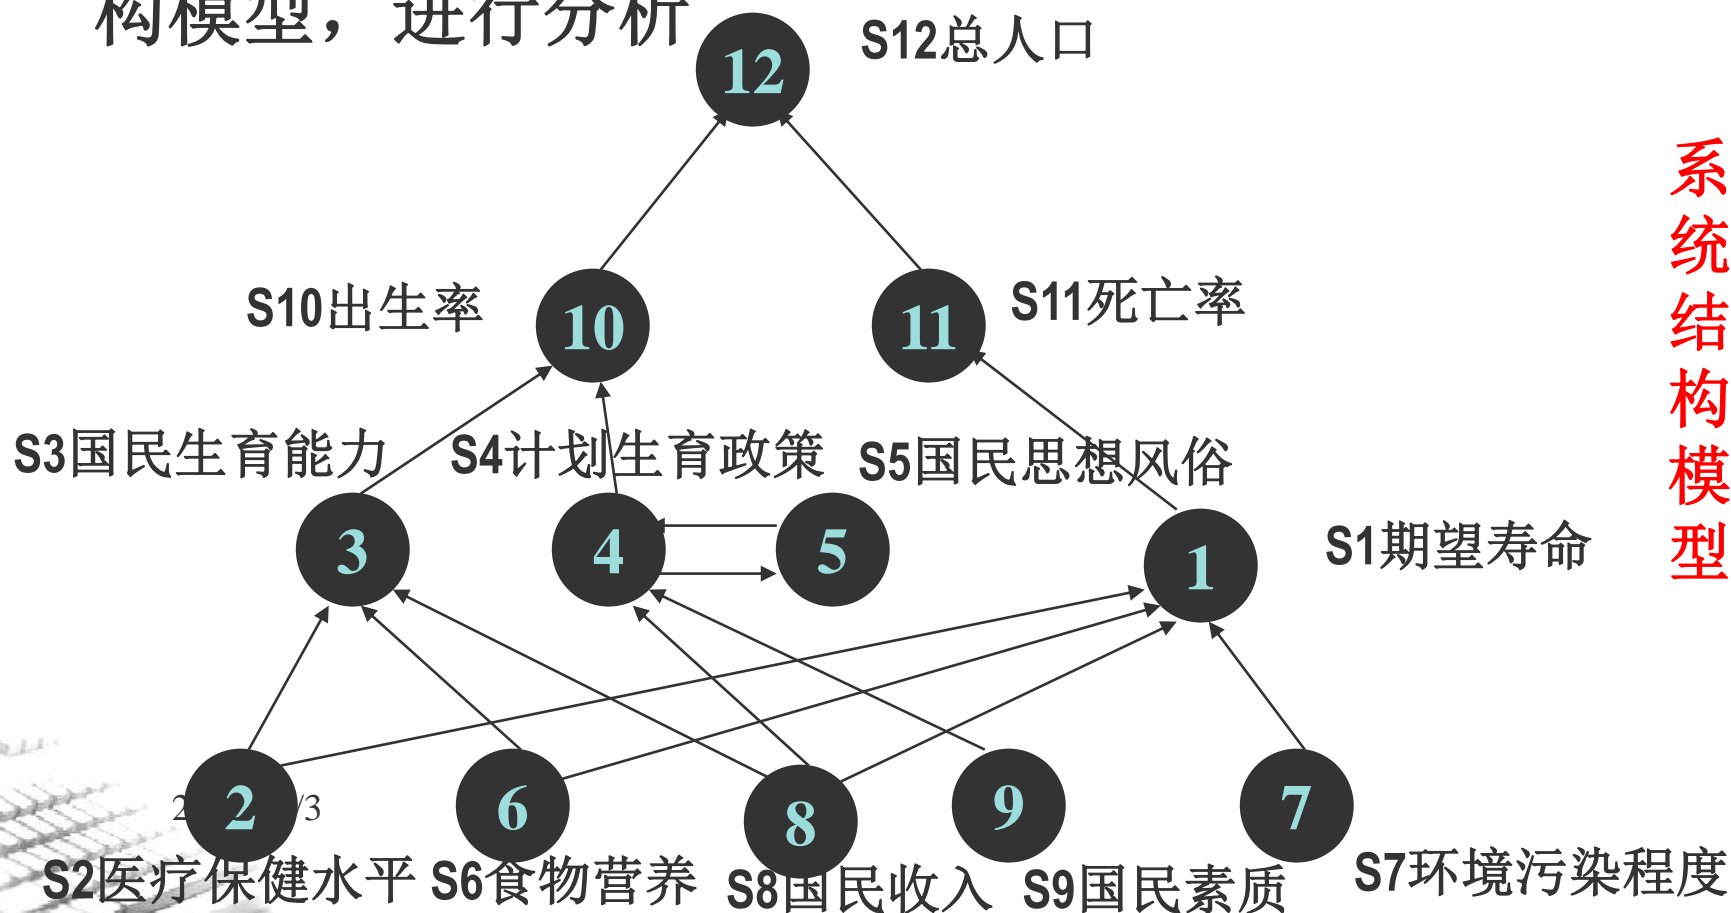 构模型，进行分析
12
S12总人口
S10出生率
10
11
S11死亡率
S3国民生育能力
S4计划生育政策
S5国民思想风俗
3
4
5
1
S1期望寿命
2
6
8
9
7
2
/3
S2医疗保健水平
S6食物营养
S8国民收入
S9国民素质
S7环境污染程度
系统结构模型